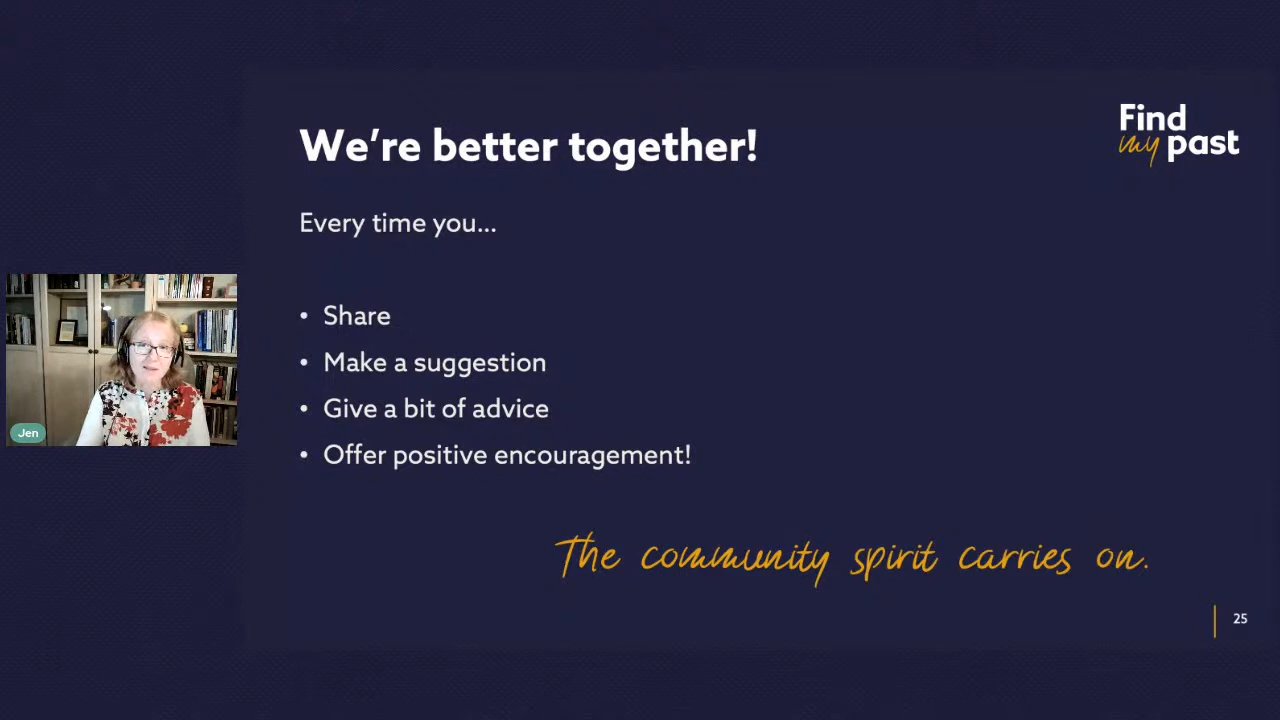 We're better together!
Find
my past
Every time you...
• Share
• Make a suggestion
• Give a bit of advice
• Offer positive encouragement!
Jen
The community spirit carries on.
25